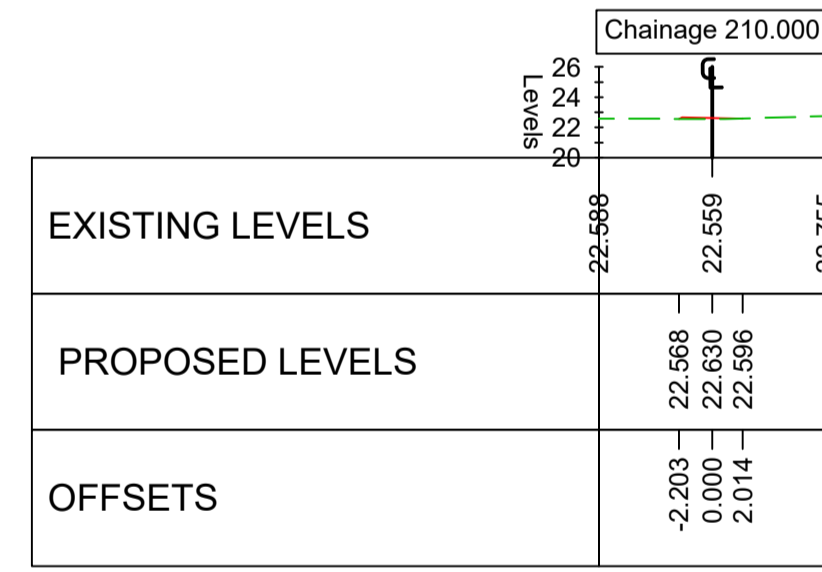 Chainage 210.000
26
24
22
20
Levels
CL
EXISTING LEVELS
22.588
22.559
PROPOSED LEVELS
22.568
22.630
22.596
OFFSETS
-2.203
0.000
2.014